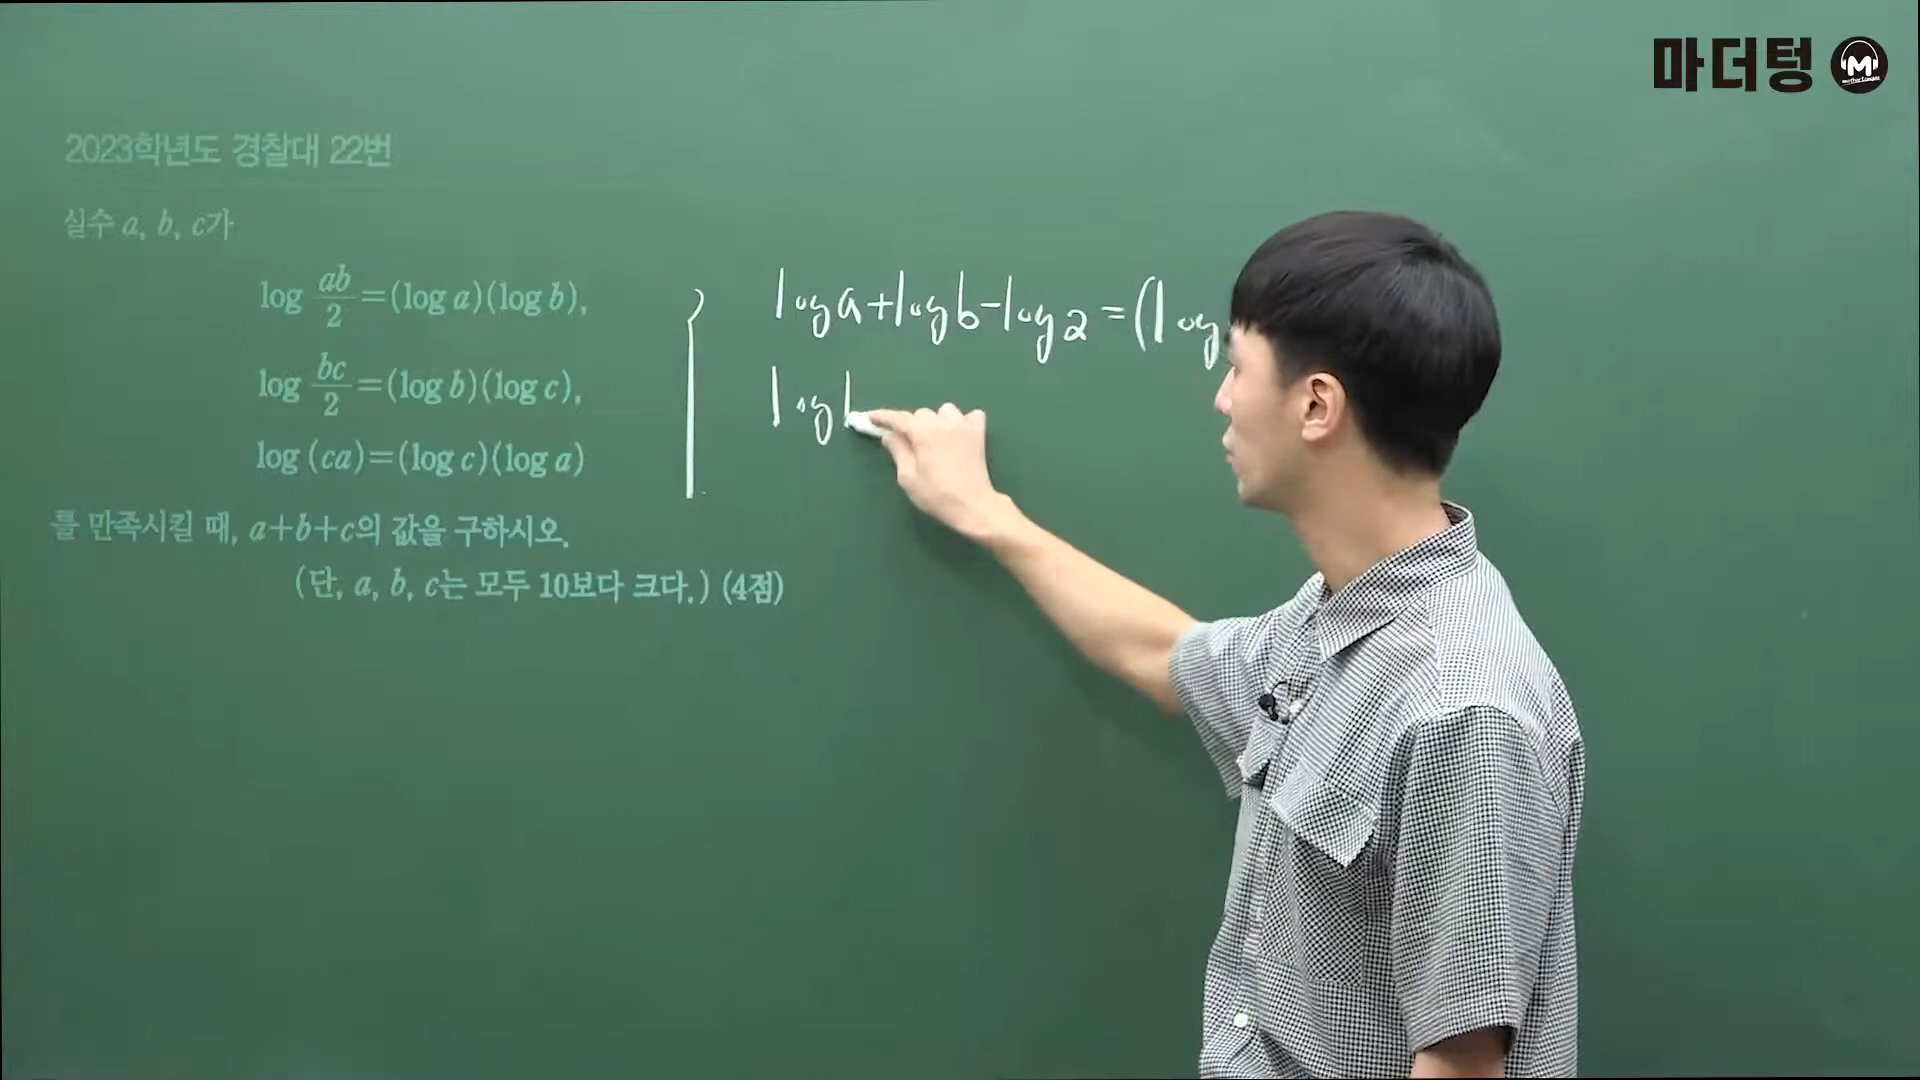 마더텅
2023학년도 경찰대 22번
실수 a, b, c가
log ab/2 =(log a)(log b),
log bc/2 =(log b)(log c),
log (ca)=(log c)(log a)
를 만족시킬 때, a+b+c의 값을 구하시오.
(단, a, b, c는 모두 10보다 크다.) (4점)
log a+log b-log 2=(log
log b